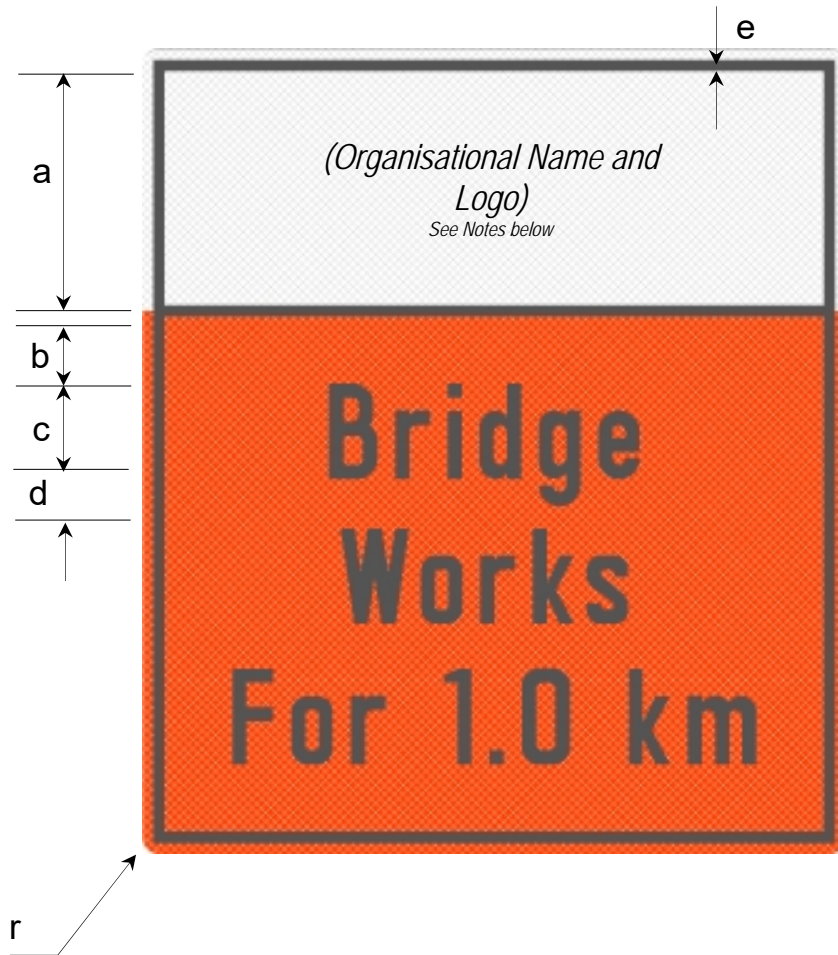 e
a
(Organisational Name and
Logo)
See Notes below
b
c
d
Bridge
Works
For 1.0 km
r